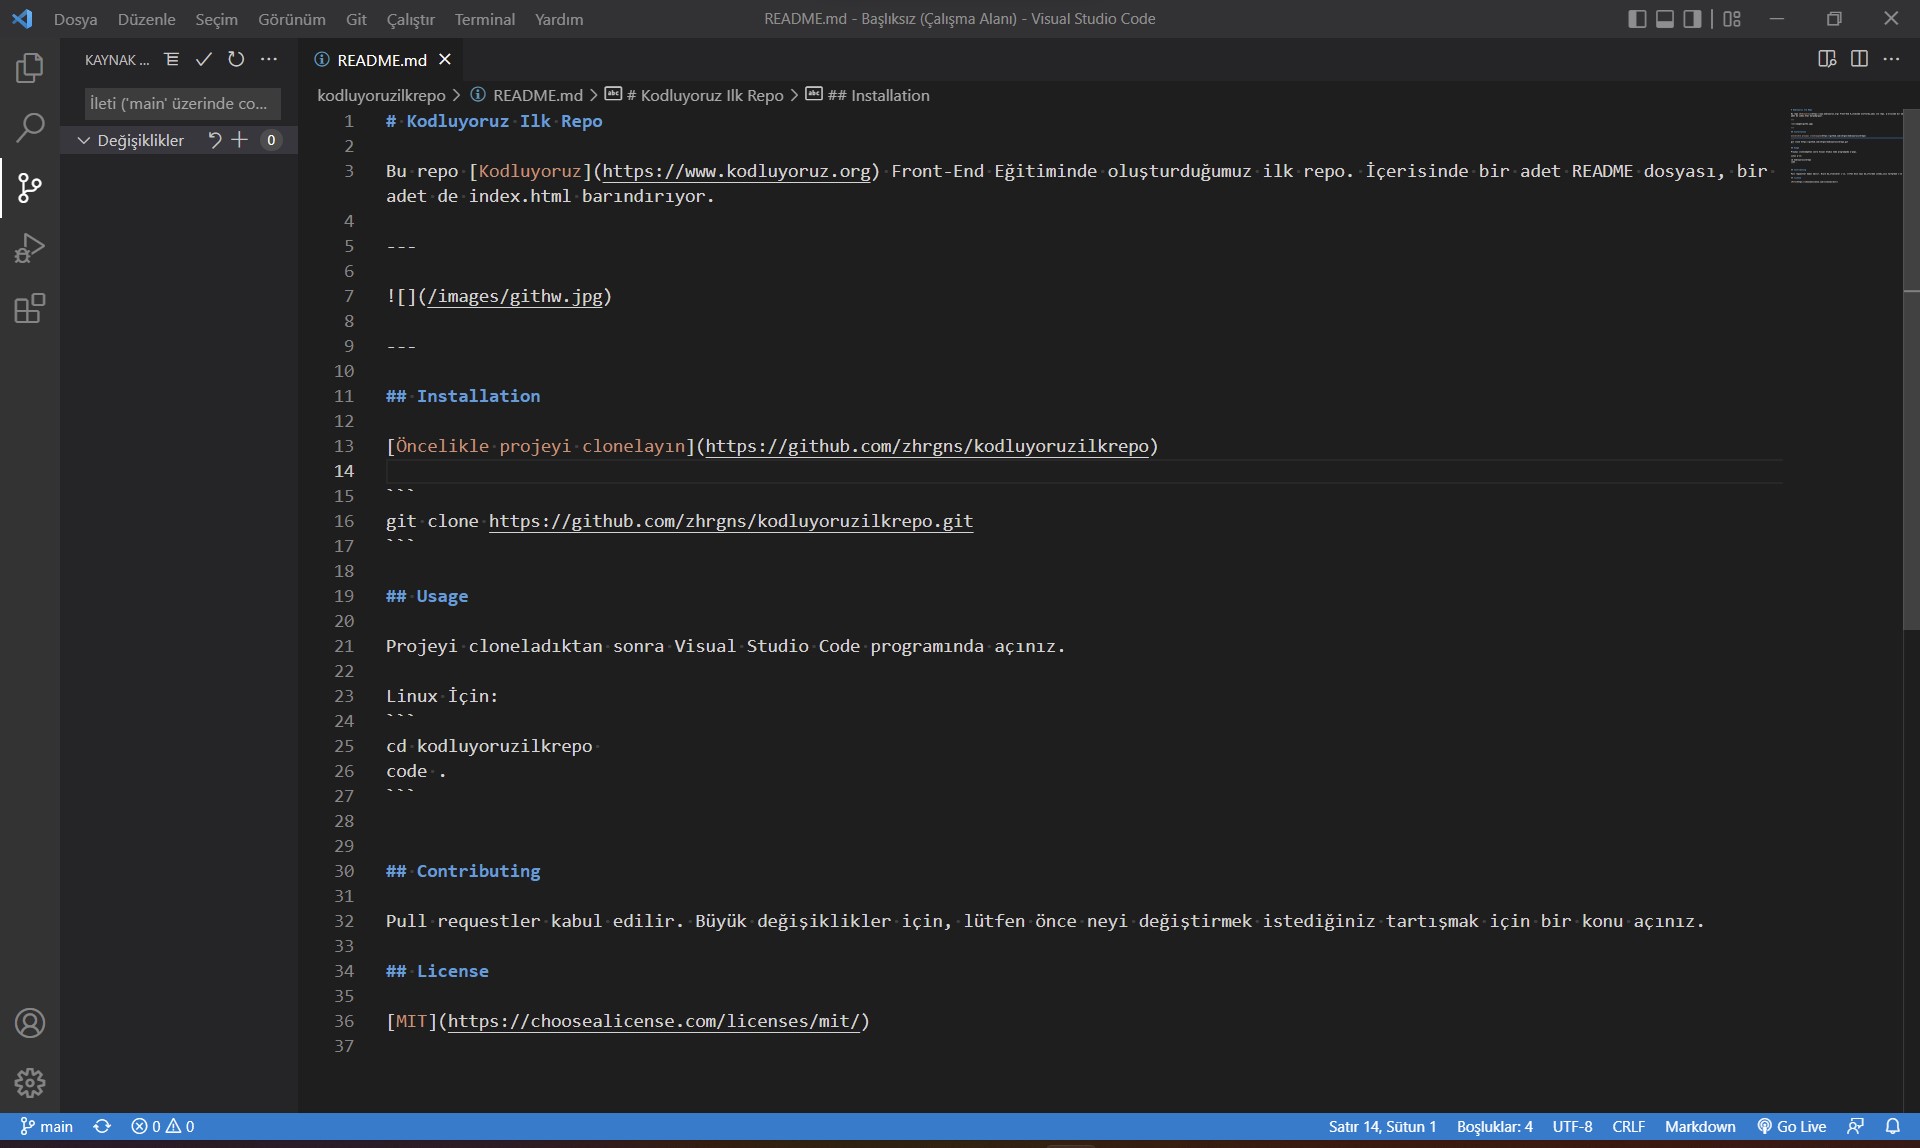 Dosya Düzenle Seçim Görünüm Git Çalıştır Terminal Yardım
README.md - Başlıksız (Çalışma Alanı) - Visual Studio Code
KAYNAK ...
README.md
İleti ('main' üzerinde co...
kodluyoruzilkrepo > README.md > # Kodluyoruz Ilk Repo > ## Installation
Değişiklikler 0
1 # Kodluyoruz Ilk Repo
2
3 Bu repo [Kodluyoruz](https://www.kodluyoruz.org) Front-End Eğitiminde oluşturduğumuz ilk repo. İçerisinde bir adet README dosyası, bir
adet de index.html barındırıyor.
4
5 ---
6
7 ![](/images/githw.jpg)
8
9 ---
10
11 ## Installation
12
13 [Öncelikle projeyi clonelayın](https://github.com/zhrgns/kodluyoruzilkrepo)
14
15 ```
16 git clone https://github.com/zhrgns/kodluyoruzilkrepo.git
17 ```
18
19 ## Usage
20
21 Projeyi cloneladıktan sonra Visual Studio Code programında açınız.
22
23 Linux İçin:
24 ```
25 cd kodluyoruzilkrepo
26 code .
27 ```
28
29
30 ## Contributing
31
32 Pull requestler kabul edilir. Büyük değişiklikler için, lütfen önce neyi değiştirmek istediğiniz tartışmak için bir konu açınız.
33
34 ## License
35
36 [MIT](https://choosealicense.com/licenses/mit/)
37
main 0 0 Satır 14, Sütun 1 Boşluklar: 4 UTF-8 CRLF Markdown Go Live